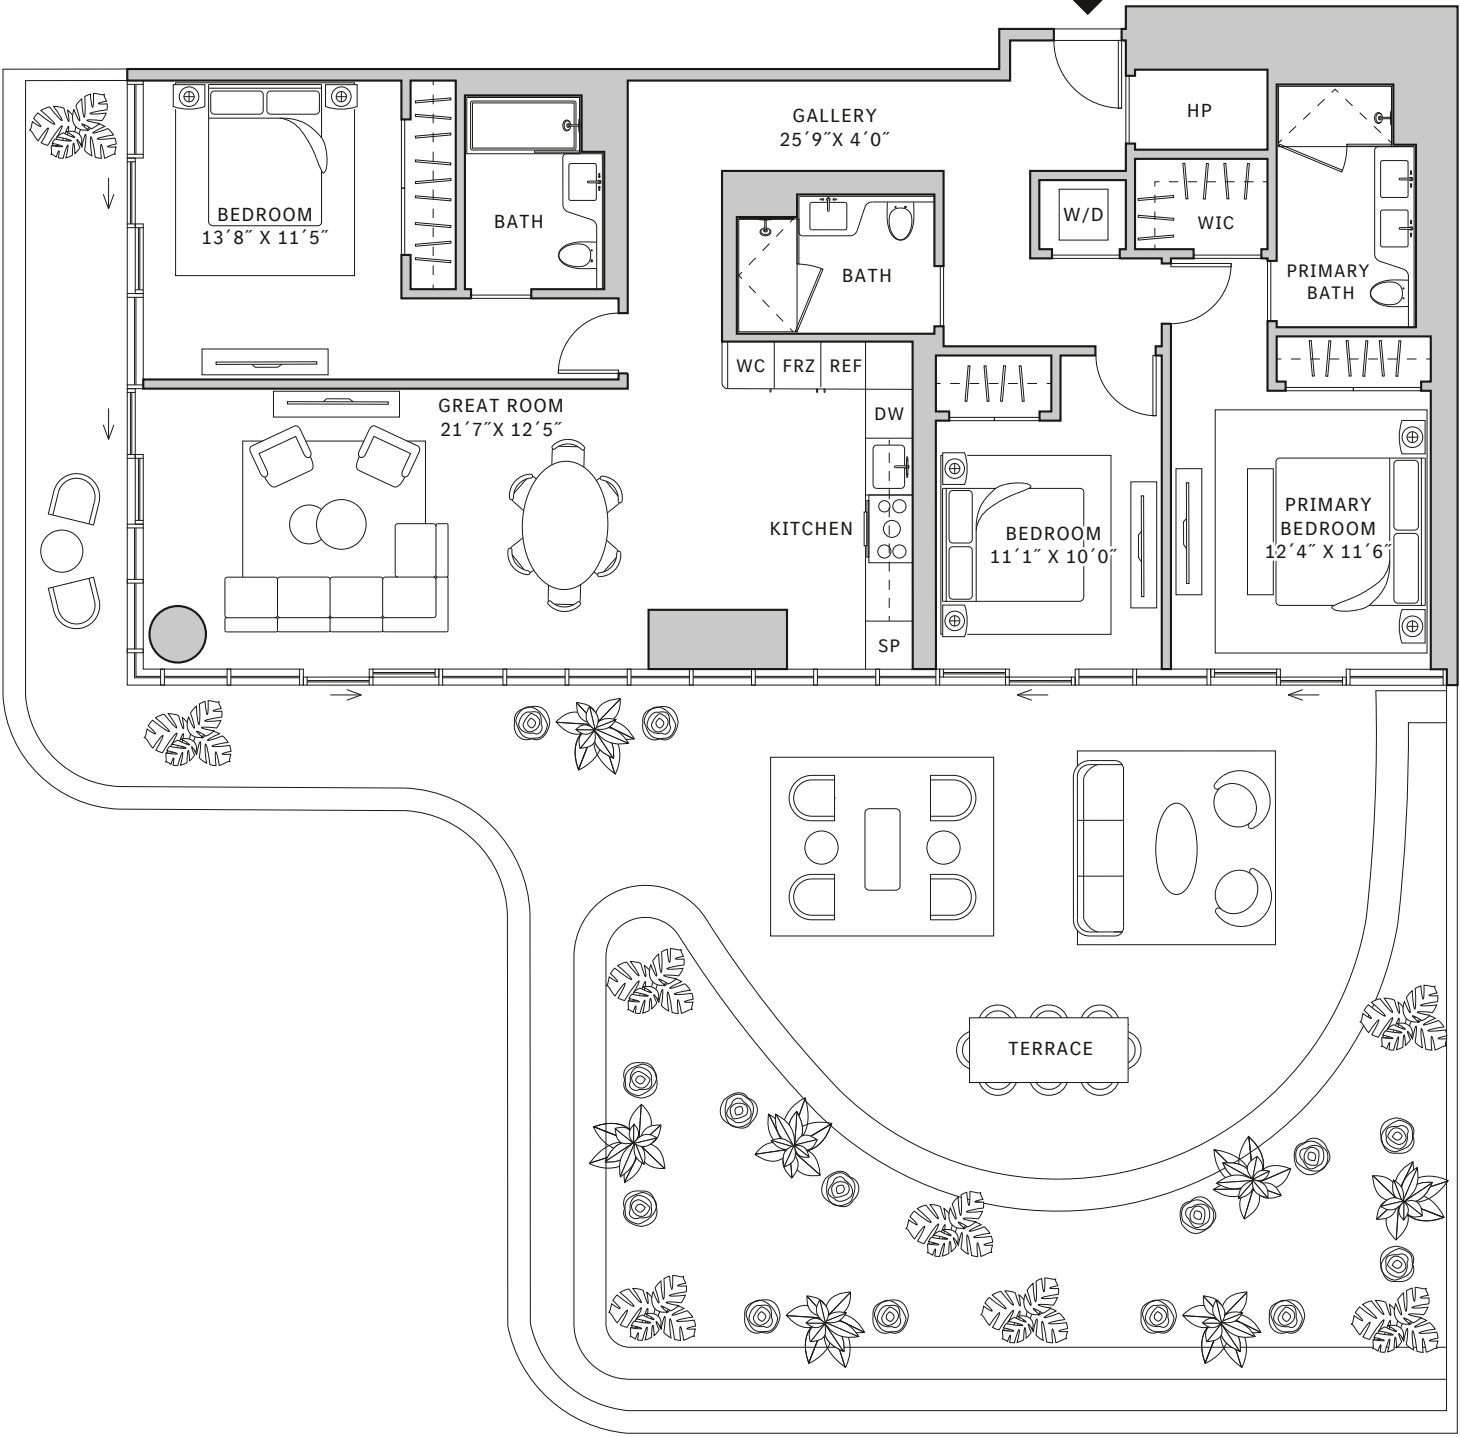 GALLERY
25´9˝X 4´0˝
HP
BEDROOM
13´8˝ X 11´5˝
BATH
W/D
WIC
BATH
PRIMARY
BATH
WC
FRZ
REF
GREAT ROOM
21´7˝X 12´5˝
DW
KITCHEN
BEDROOM
11´1˝ X 10´0˝
PRIMARY
BEDROOM
12´4˝ X 11´6˝
SP
TERRACE